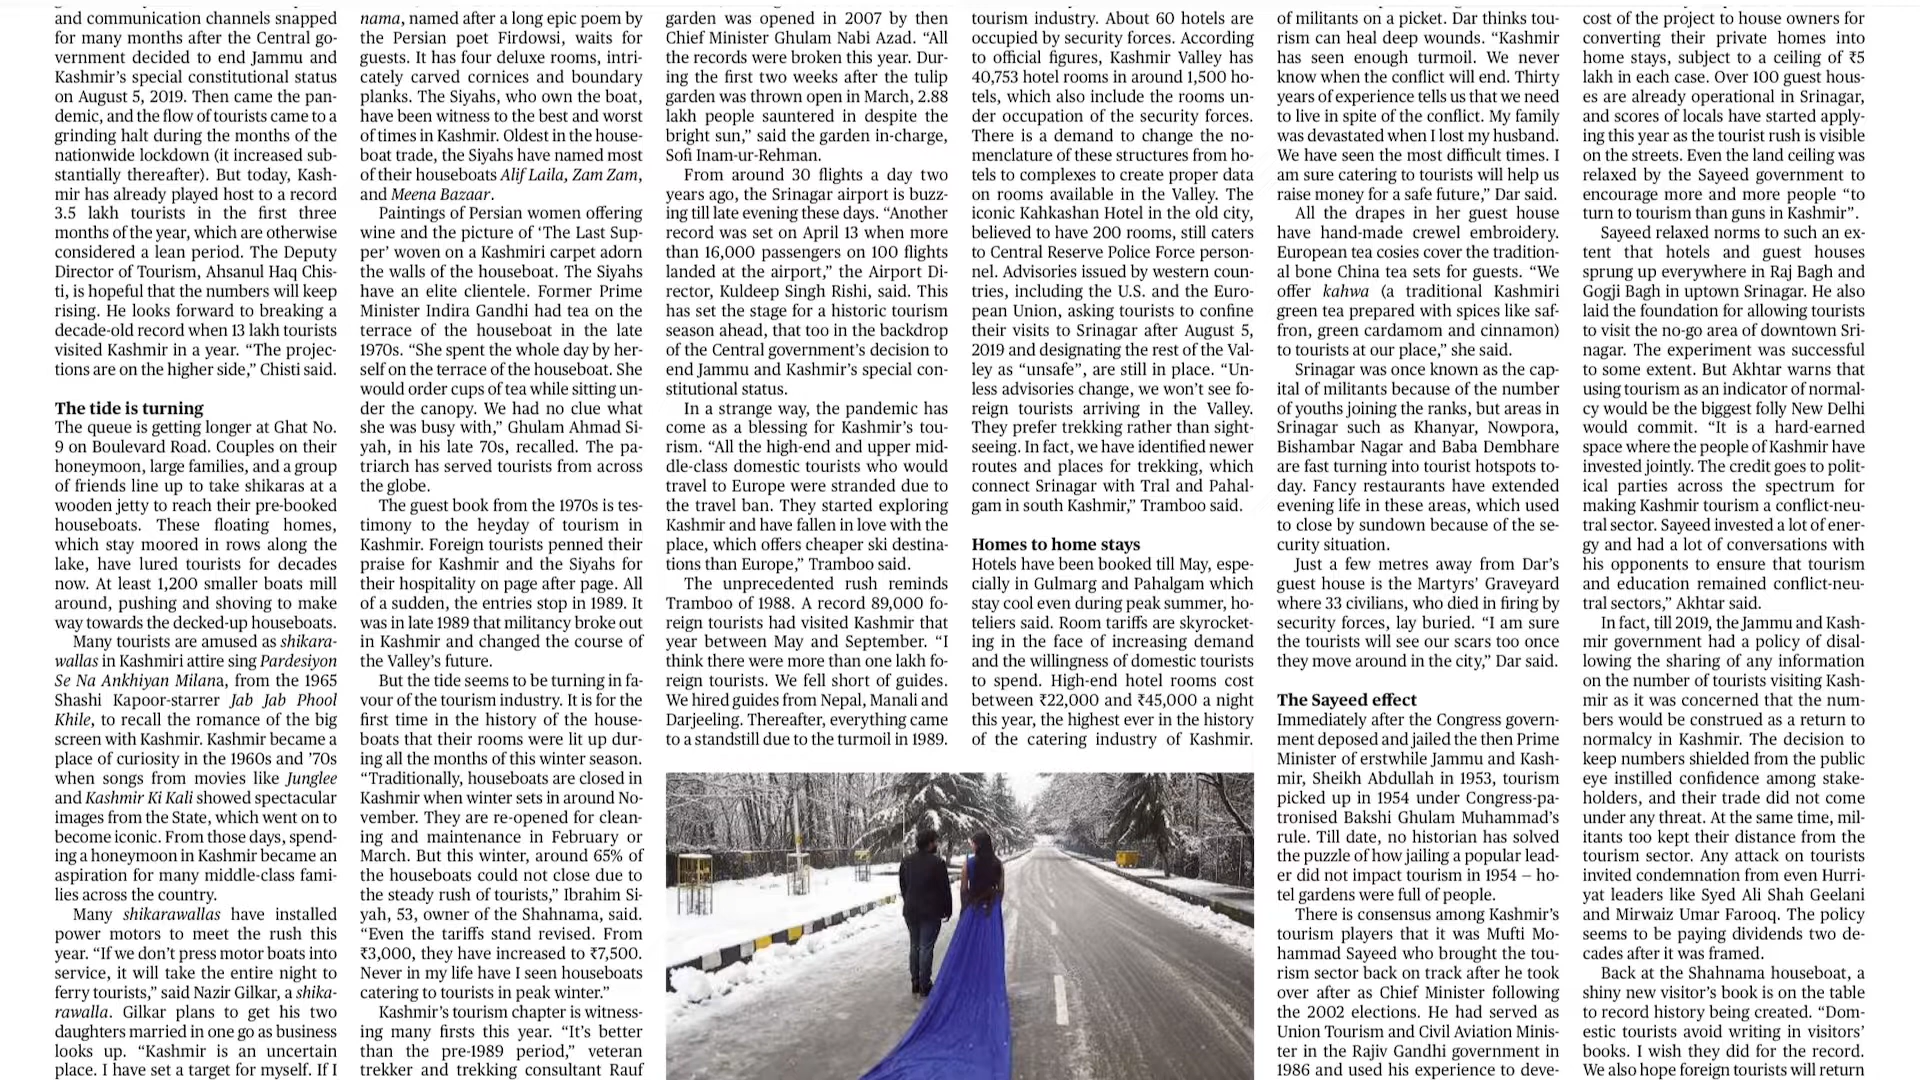 and communication channels snapped
for many months after the Central go-
vernment decided to end Jammu and
Kashmir's special constitutional status
on August 5, 2019. Then came the pan-
demic, and the flow of tourists came to a
grinding halt during the months of the
nationwide lockdown (it increased sub-
stantially thereafter). But today, Kash-
mir has already played host to a record
3.5 lakh tourists in the first three
months of the year, which are otherwise
considered a lean period. The Deputy
Director of Tourism, Ahsanul Haq Chis-
ti, is hopeful that the numbers will keep
rising. He looks forward to breaking a
decade-old record when 13 lakh tourists
visited Kashmir in a year. “The projec-
tions are on the higher side,” Chisti said.
The tide is turning
The queue is getting longer at Ghat No.
9 on Boulevard Road. Couples on their
honeymoon, large families, and a group
of friends line up to take shikaras at a
wooden jetty to reach their pre-booked
houseboats. These floating homes,
which stay moored in rows along the
lake, have lured tourists for decades
now. At least 1,200 smaller boats mill
around, pushing and shoving to make
way towards the decked-up houseboats.
Many tourists are amused as shikara-
wallas in Kashmiri attire sing Pardesiyon
Se Na Ankhiyan Milana, from the 1965
Shashi Kapoor-starrer Jab Jab Phool
Khile, to recall the romance of the big
screen with Kashmir. Kashmir became a
place of curiosity in the 1960s and ’70s
when songs from movies like Junglee
and Kashmir Ki Kali showed spectacular
images from the State, which went on to
become iconic. From those days, spend-
ing a honeymoon in Kashmir became an
aspiration for many middle-class fami-
lies across the country.
Many shikarawallas have installed
power motors to meet the rush this
year. “If we don’t press motor boats into
service, it will take the entire night to
ferry tourists,” said Nazir Gilkar, a shika-
rawalla. Gilkar plans to get his two
daughters married in one go as business
looks up. “Kashmir is an uncertain
place. I have set a target for myself. If I
nama, named after a long epic poem by
the Persian poet Firdowsi, waits for
guests. It has four deluxe rooms, intri-
cately carved cornices and boundary
planks. The Siyahs, who own the boat,
have been witness to the best and worst
of times in Kashmir. Oldest in the house-
boat trade, the Siyahs have named most
of their houseboats Alif Laila, Zam Zam,
and Meena Bazaar.
Paintings of Persian women offering
wine and the picture of ‘The Last Sup-
per’ woven on a Kashmiri carpet adorn
the walls of the houseboat. The Siyahs
have an elite clientele. Former Prime
Minister Indira Gandhi had tea on the
terrace of the houseboat in the late
1970s. “She spent the whole day by her-
self on the terrace of the houseboat. She
would order cups of tea while sitting un-
der the canopy. We had no clue what
she was busy with,” Ghulam Ahmad Si-
yah, in his late 70s, recalled. The pa-
triarch has served tourists from across
the globe.
The guest book from the 1970s is tes-
timony to the heyday of tourism in
Kashmir. Foreign tourists penned their
praise for Kashmir and the Siyahs for
their hospitality on page after page. All
of a sudden, the entries stop in 1989. It
was in late 1989 that militancy broke out
in Kashmir and changed the course of
the Valley’s future.
But the tide seems to be turning in fa-
vour of the tourism industry. It is for the
first time in the history of the house-
boats that their rooms were lit up dur-
ing all the months of this winter season.
“Traditionally, houseboats are closed in
Kashmir when winter sets in around No-
vember. They are re-opened for clean-
ing and maintenance in February or
March. But this winter, around 65% of
the houseboats could not close due to
the steady rush of tourists,” Ibrahim Si-
yah, 53, owner of the Shahnama, said.
“Even the tariffs stand revised. From
₹3,000, they have increased to ₹7,500.
Never in my life have I seen houseboats
catering to tourists in peak winter.”
Kashmir’s tourism chapter is witness-
ing many firsts this year. “It’s better
than the pre-1989 period,” veteran
trekker and trekking consultant Rauf
garden was opened in 2007 by then
Chief Minister Ghulam Nabi Azad. “All
the records were broken this year. Dur-
ing the first two weeks after the tulip
garden was thrown open in March, 2.88
lakh people sauntered in despite the
bright sun,” said the garden in-charge,
Sofi Inam-ur-Rehman.
From around 30 flights a day two
years ago, the Srinagar airport is buzz-
ing till late evening these days. “Another
record was set on April 13 when more
than 16,000 passengers on 100 flights
landed at the airport,” the Airport Di-
rector, Kuldeep Singh Rishi, said. This
has set the stage for a historic tourism
season ahead, that too in the backdrop
of the Central government’s decision to
end Jammu and Kashmir’s special con-
stitutional status.
In a strange way, the pandemic has
come as a blessing for Kashmir’s tou-
rism. “All the high-end and upper mid-
dle-class domestic tourists who would
travel to Europe were stranded due to
the travel ban. They started exploring
Kashmir and have fallen in love with the
place, which offers cheaper ski destina-
tions than Europe,” Tramboo said.
The unprecedented rush reminds
Tramboo of 1988. A record 89,000 fo-
reign tourists had visited Kashmir that
year between May and September. “I
think there were more than one lakh fo-
reign tourists. We fell short of guides.
We hired guides from Nepal, Manali and
Darjeeling. Thereafter, everything came
to a standstill due to the turmoil in 1989.
tourism industry. About 60 hotels are
occupied by security forces. According
to official figures, Kashmir Valley has
40,753 hotel rooms in around 1,500 ho-
tels, which also include the rooms un-
der occupation of the security forces.
There is a demand to change the no-
menclature of these structures from ho-
tels to complexes to create proper data
on rooms available in the Valley. The
iconic Kahkashan Hotel in the old city,
believed to have 200 rooms, still caters
to Central Reserve Police Force person-
nel. Advisories issued by western coun-
tries, including the U.S. and the Euro-
pean Union, asking tourists to confine
their visits to Srinagar after August 5,
2019 and designating the rest of the Val-
ley as “unsafe”, are still in place. “Un-
less advisories change, we won’t see fo-
reign tourists arriving in the Valley.
They prefer trekking rather than sight-
seeing. In fact, we have identified newer
routes and places for trekking, which
connect Srinagar with Tral and Pahal-
gam in south Kashmir,” Tramboo said.
Homes to home stays
Hotels have been booked till May, espe-
cially in Gulmarg and Pahalgam which
stay cool even during peak summer, ho-
teliers said. Room tariffs are skyrocket-
ing in the face of increasing demand
and the willingness of domestic tourists
to spend. High-end hotel rooms cost
between ₹22,000 and ₹45,000 a night
this year, the highest ever in the history
of the catering industry of Kashmir.
of militants on a picket. Dar thinks tou-
rism can heal deep wounds. “Kashmir
has seen enough turmoil. We never
know when the conflict will end. Thirty
years of experience tells us that we need
to live in spite of the conflict. My family
was devastated when I lost my husband.
We have seen the most difficult times. I
am sure catering to tourists will help us
raise money for a safe future,” Dar said.
All the drapes in her guest house
have hand-made crewel embroidery.
European tea cosies cover the tradition-
al bone China tea sets for guests. “We
offer kahwa (a traditional Kashmiri
green tea prepared with spices like saf-
fron, green cardamom and cinnamon)
to tourists at our place,” she said.
Srinagar was once known as the cap-
ital of militants because of the number
of youths joining the ranks, but areas in
Srinagar such as Khanyar, Nowpora,
Bishambar Nagar and Baba Dembhare
are fast turning into tourist hotspots to-
day. Fancy restaurants have extended
evening life in these areas, which used
to close by sundown because of the se-
curity situation.
Just a few metres away from Dar’s
guest house is the Martyrs’ Graveyard
where 33 civilians, who died in firing by
security forces, lay buried. “I am sure
the tourists will see our scars too once
they move around in the city,” Dar said.
The Sayeed effect
Immediately after the Congress govern-
ment deposed and jailed the then Prime
Minister of erstwhile Jammu and Kash-
mir, Sheikh Abdullah in 1953, tourism
picked up in 1954 under Congress-pa-
tronised Bakshi Ghulam Muhammad’s
rule. Till date, no historian has solved
the puzzle of how jailing a popular lead-
er did not impact tourism in 1954 – ho-
tel gardens were full of people.
There is consensus among Kashmir’s
tourism players that it was Mufti Mo-
hammad Sayeed who brought the tou-
rism sector back on track after he took
over after as Chief Minister following
the 2002 elections. He had served as
Union Tourism and Civil Aviation Minis-
ter in the Rajiv Gandhi government in
1986 and used his experience to deve-
cost of the project to house owners for
converting their private homes into
home stays, subject to a ceiling of ₹5
lakh in each case. Over 100 guest hous-
es are already operational in Srinagar,
and scores of locals have started apply-
ing this year as the tourist rush is visible
on the streets. Even the land ceiling was
relaxed by the Sayeed government to
encourage more and more people “to
turn to tourism than guns in Kashmir”.
Sayeed relaxed norms to such an ex-
tent that hotels and guest houses
sprung up everywhere in Raj Bagh and
Gogji Bagh in uptown Srinagar. He also
laid the foundation for allowing tourists
to visit the no-go area of downtown Sri-
nagar. The experiment was successful
to some extent. But Akhtar warns that
using tourism as an indicator of normal-
cy would be the biggest folly New Delhi
would commit. “It is a hard-earned
space where the people of Kashmir have
invested jointly. The credit goes to polit-
ical parties across the spectrum for
making Kashmir tourism a conflict-neu-
tral sector. Sayeed invested a lot of ener-
gy and had a lot of conversations with
his opponents to ensure that tourism
and education remained conflict-neu-
tral sectors,” Akhtar said.
In fact, till 2019, the Jammu and Kash-
mir government had a policy of disal-
lowing the sharing of any information
on the number of tourists visiting Kash-
mir as it was concerned that the num-
bers would be construed as a return to
normalcy in Kashmir. The decision to
keep numbers shielded from the public
eye instilled confidence among stake-
holders, and their trade did not come
under any threat. At the same time, mil-
itants too kept their distance from the
tourism sector. Any attack on tourists
invited condemnation from even Hurri-
yat leaders like Syed Ali Shah Geelani
and Mirwaiz Umar Farooq. The policy
seems to be paying dividends two de-
cades after it was framed.
Back at the Shahnama houseboat, a
shiny new visitor’s book is on the table
to record history being created. “Dom-
estic tourists avoid writing in visitors’
books. I wish they did for the record.
We also hope foreign tourists will return